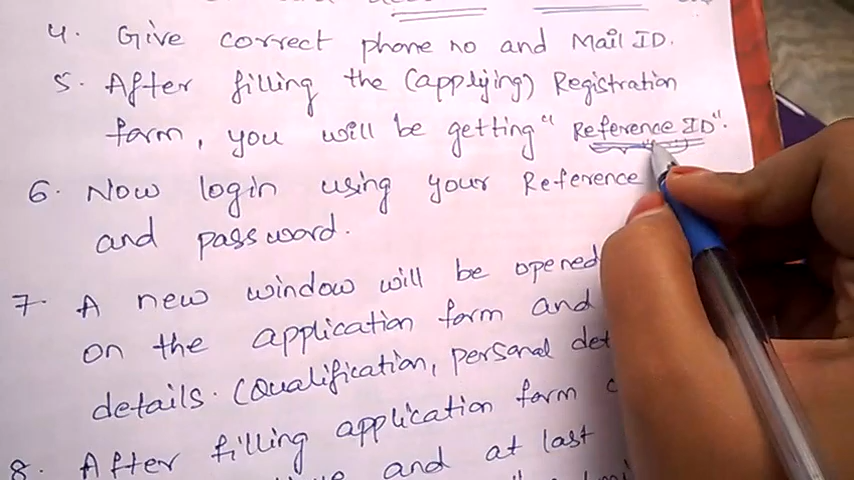 4. Give correct phone no and Mail ID.
5. After filling the (applying) Registration
form, you will be getting "Reference ID".
6. Now login using your Reference
and password.
7. A new window will be opened
on the application form and
details. (Qualification, personal
8. After filling application form
and at last